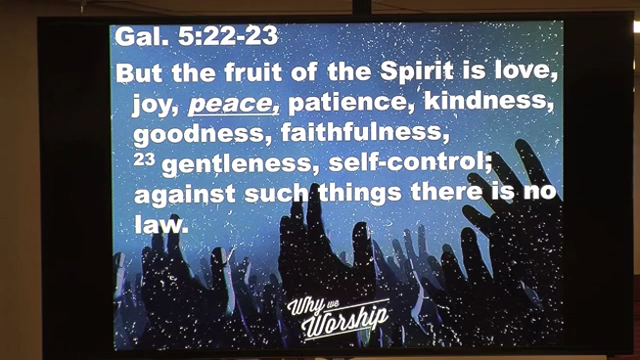 Gal. 5:22-23
But the fruit of the Spirit is love,
joy, peace, patience, kindness,
goodness, faithfulness,
23 gentleness, self-control;
against such things there is no
law.
Why we
Worship